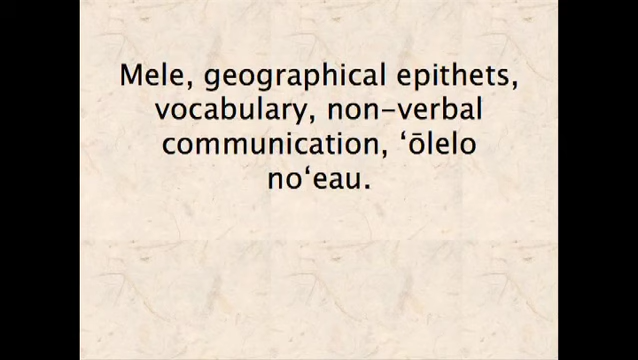 Mele, geographical epithets,
vocabulary, non-verbal
communication, ʻōlelo
noʻeau.